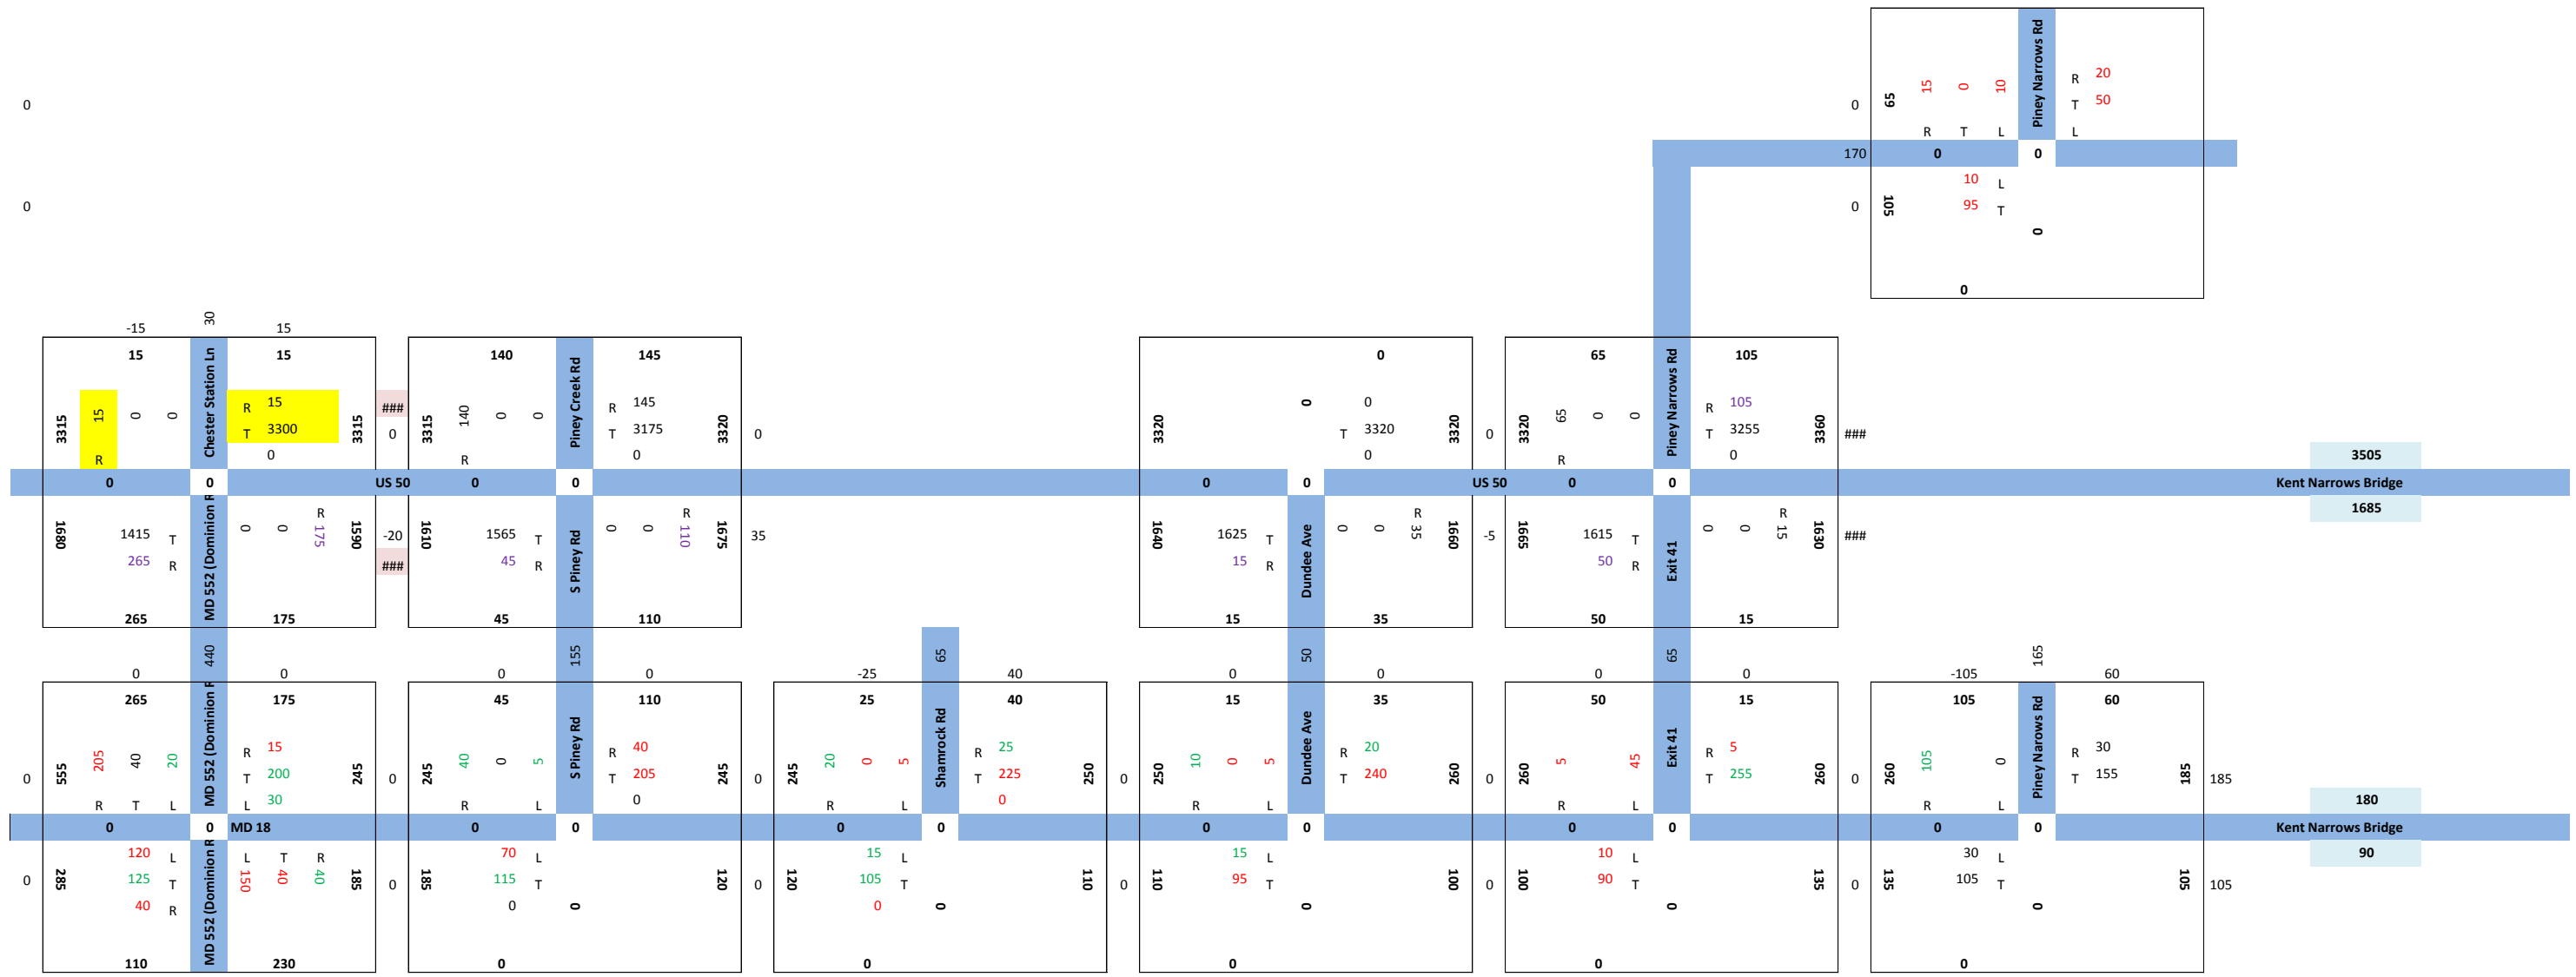 Piney Narrows Rd
15 0 10 R 20
0 59 T 50
R T L L
170 0 0
10 L
0 105 95 T
0
0
0
0
-15 30 15
15 Chester Station Ln 15 140 Piney Creek Rd 145 0 65 Piney Narrows Rd 105
15 0 0 R 15 ### 140 0 0 R 145 0 0 65 0 0 R 105
3315 T 3300 3315 0 3315 T 3175 3320 0 3320 T 3320 3320 0 3320 T 3255 3360 ###
R 0 R 0 0 R 0
3505
0 0 US 50 0 0 0 0 US 50 0 0 Kent Narrows Bridge
1685
1680 1415 T 0 0 R 175 1590 -20 1610 1565 T 0 0 R 110 1675 35 1640 1625 T 0 0 R 35 1660 -5 1665 1615 T 0 0 R 15 1630 ###
265 R MD 552 (Dominion R ### 45 R S Piney Rd 15 R Dundee Ave 50 R Exit 41
265 175 45 110 15 35 50 15
0 440 0 0 155 0 -25 65 40 0 50 0 0 65 0 -105 165 60
265 MD 552 (Dominion R 175 45 S Piney Rd 110 25 Shamrock Rd 40 15 Dundee Ave 35 50 Exit 41 15 105 Piney Narows Rd 60
205 40 20 R 15 40 0 5 R 40 20 0 5 R 25 10 0 5 R 20 5 45 R 5 105 0 R 30
0 555 T 200 245 0 245 T 205 245 0 245 T 225 250 0 250 T 240 260 0 260 T 255 290 0 260 T 155 185 185
R T L L 30 R L 0 R L 0 R L R L R L
180
0 0 MD 18 0 0 0 0 0 0 0 0 0 0 Kent Narrows Bridge
90
120 L L T R 70 L 15 L 15 L 10 L 30 L
0 285 125 T 150 40 40 185 0 185 115 T 120 0 120 105 T 110 0 110 95 T 100 0 100 90 T 135 0 135 105 T 105 105
40 R MD 552 (Dominion R 0 0 0 0 0 0 0
110 230 0 0 0 0 0